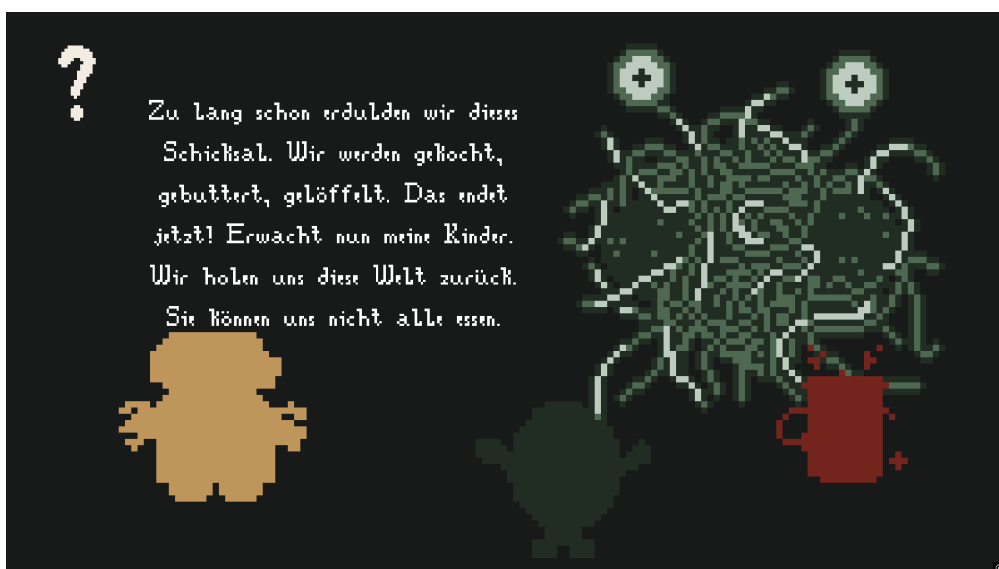 ?
Zu lang schon erdulden wir dieses
Schicksal. Wir werden gekocht,
gebuttert, gelöffelt. Das endet
jetzt! Erwacht nun meine Kinder.
Wir holen uns diese Welt zurück.
Sie können uns nicht alle essen.